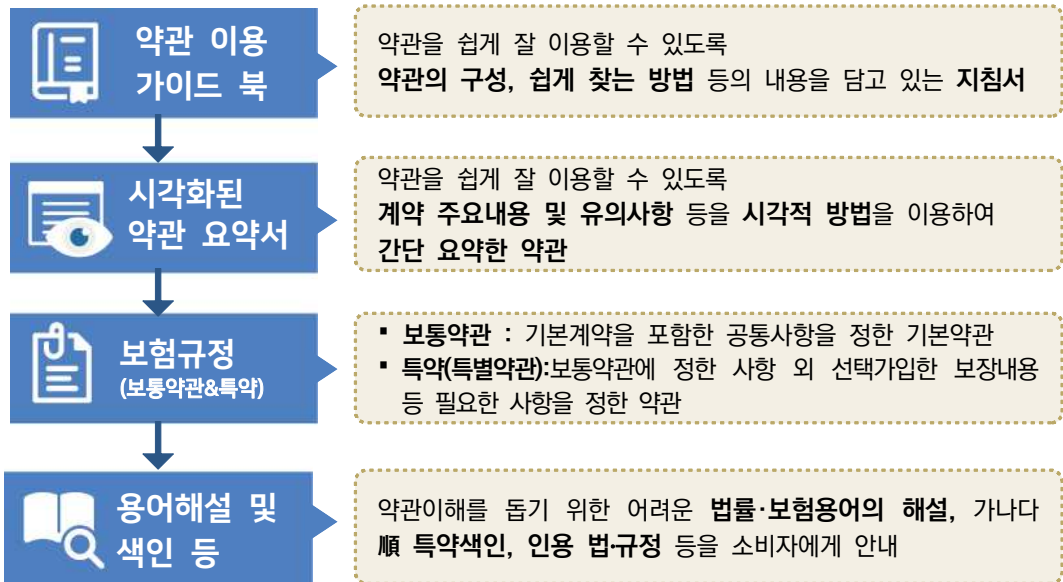 약관 이용
가이드 북
약관을 쉽게 잘 이용할 수 있도록
약관의 구성, 쉽게 찾는 방법 등의 내용을 담고 있는 지침서
시각화된
약관 요약서
약관을 쉽게 잘 이용할 수 있도록
계약 주요내용 및 유의사항 등을 시각적 방법을 이용하여
간단 요약한 약관
보험규정
(보통약관&특약)
▪ 보통약관 : 기본계약을 포함한 공통사항을 정한 기본약관
▪ 특약(특별약관):보통약관에 정한 사항 외 선택가입한 보장내용
등 필요한 사항을 정한 약관
용어해설 및
색인 등
약관이해를 돕기 위한 어려운 법률·보험용어의 해설, 가나다
順 특약색인, 인용 법·규정 등을 소비자에게 안내